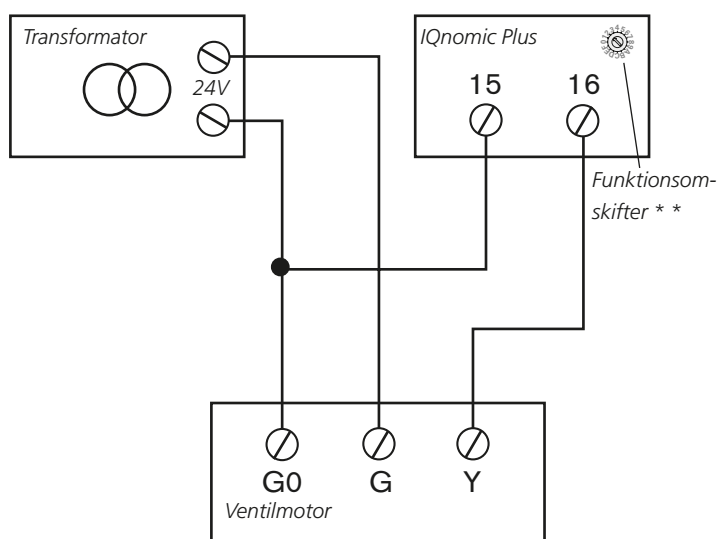 Transformator
24V
IQnomic Plus
15 16
Funktionsom-
skifter * *
G0 G Y
Ventilmotor